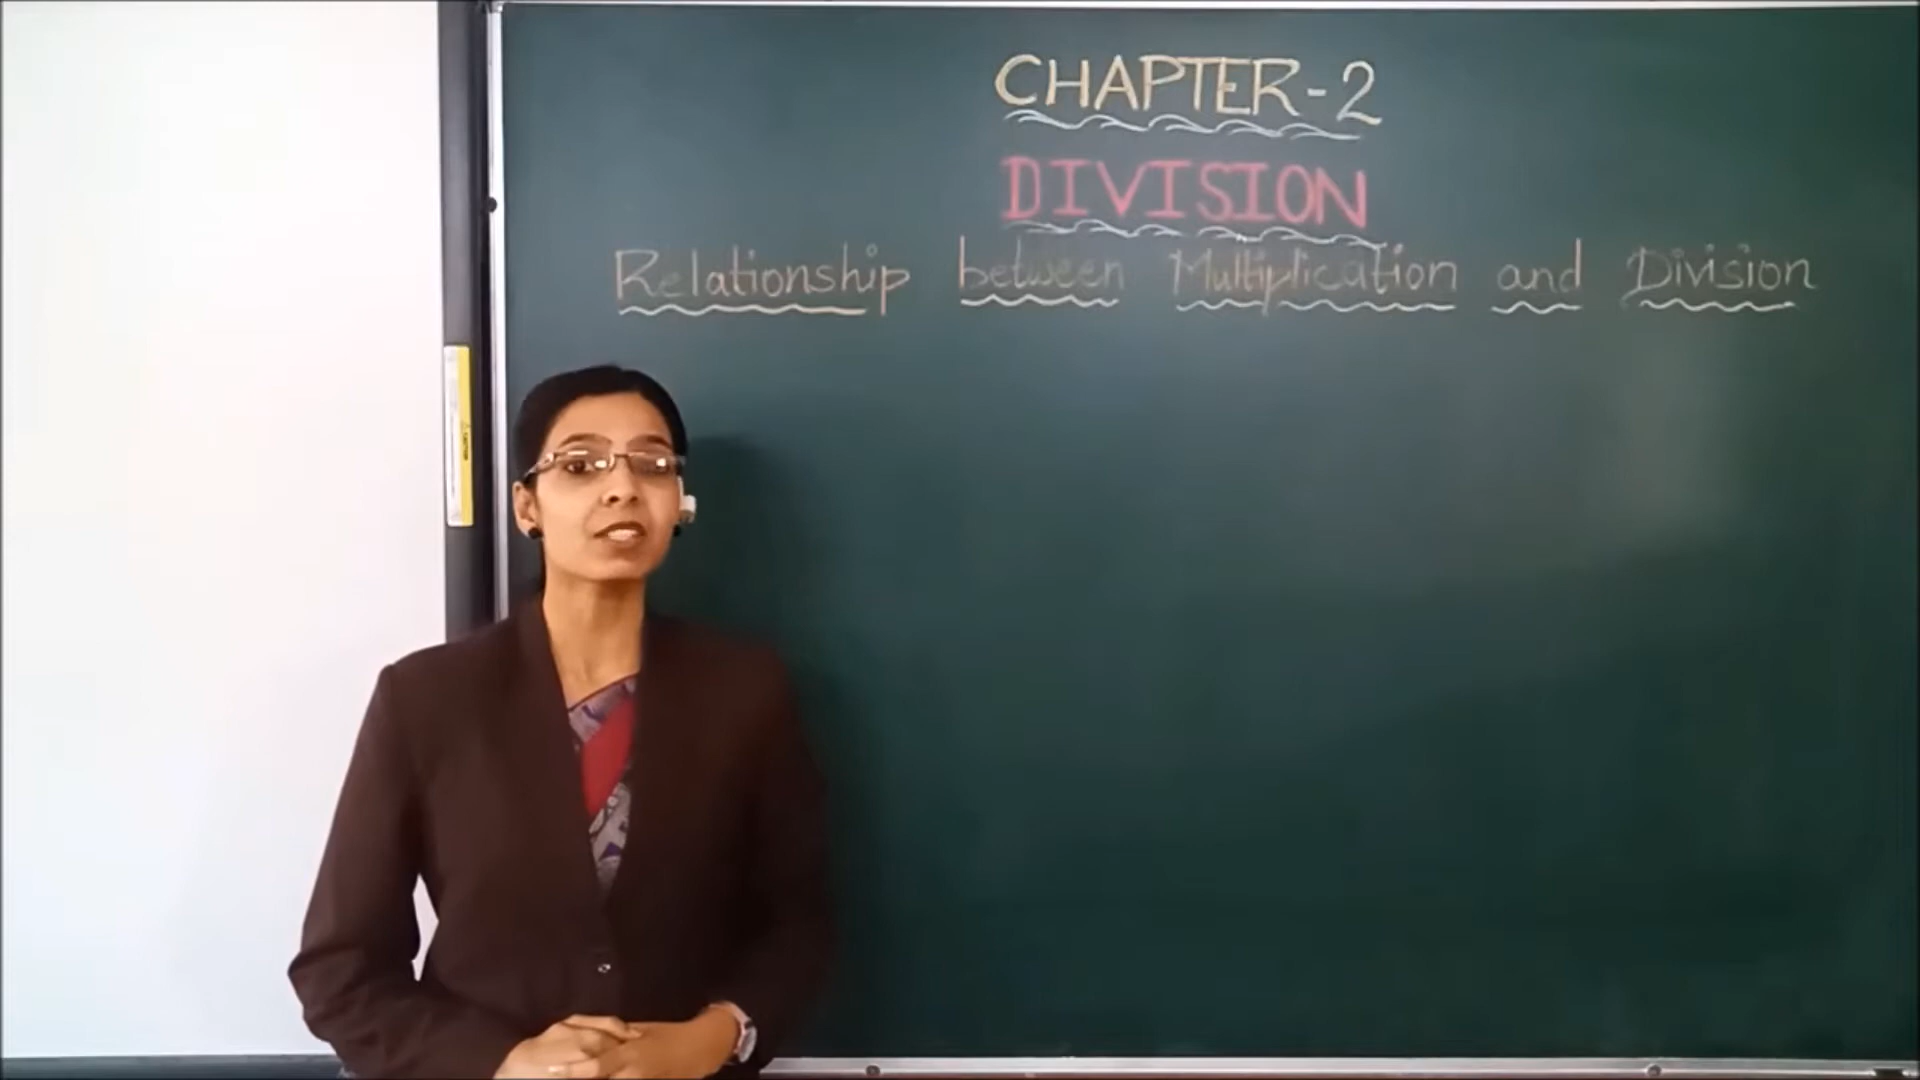 CHAPTER-2
DIVISION
Relationship between Multiplication and Division